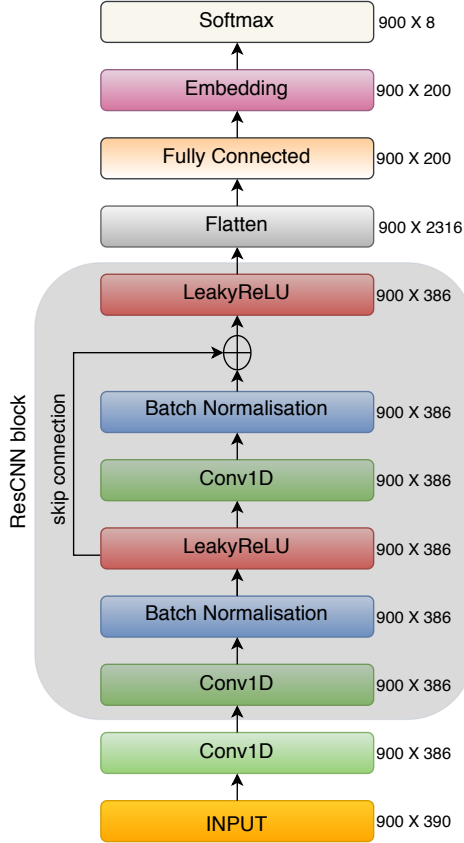 Softmax 900 X 8
Embedding 900 X 200
Fully Connected 900 X 200
Flatten 900 X 2316
LeakyReLU 900 X 386
Batch Normalisation 900 X 386
Conv1D 900 X 386
LeakyReLU 900 X 386
Batch Normalisation 900 X 386
Conv1D 900 X 386
Conv1D 900 X 386
INPUT 900 X 390
ResCNN block
skip connection